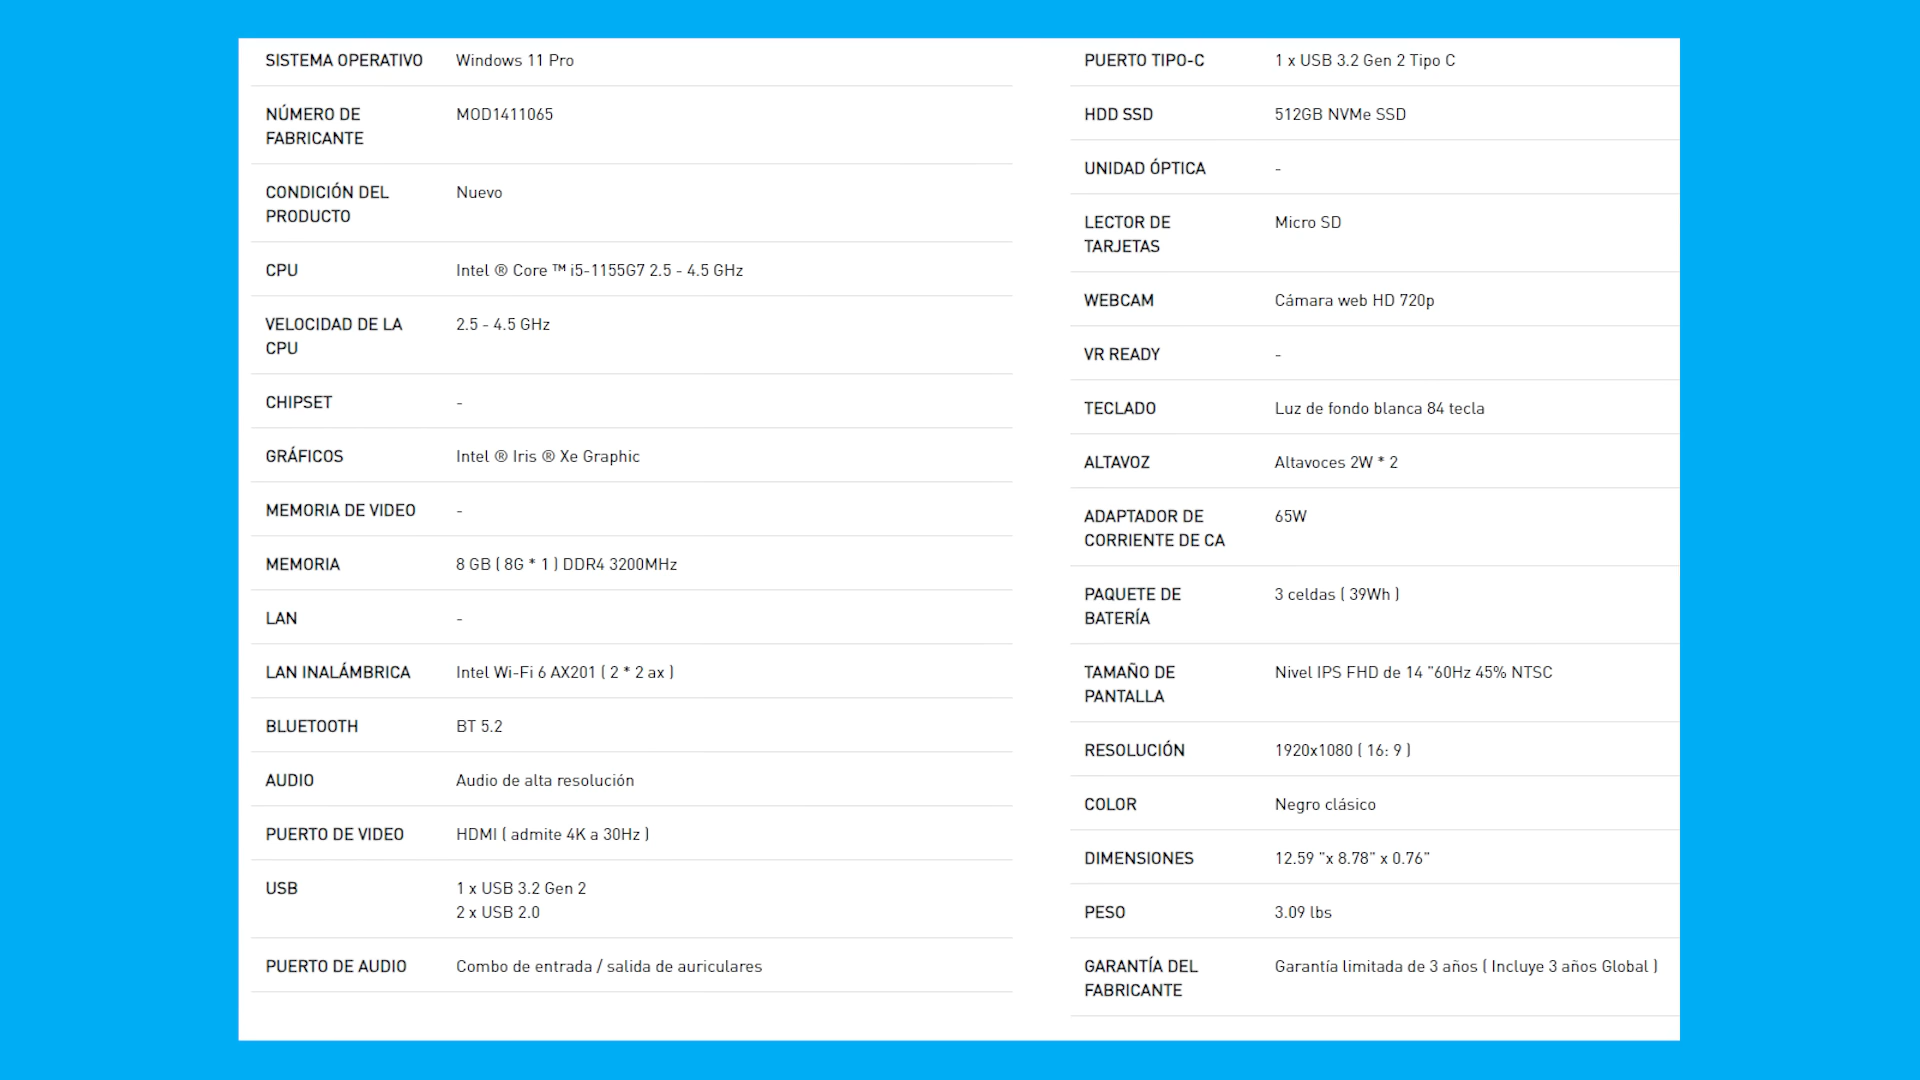 SISTEMA OPERATIVO Windows 11 Pro
NÚMERO DE MOD1411065
FABRICANTE
CONDICIÓN DEL Nuevo
PRODUCTO
CPU Intel ® Core ™ i5-1155G7 2.5 - 4.5 GHz
VELOCIDAD DE LA 2.5 - 4.5 GHz
CPU
CHIPSET -
GRÁFICOS Intel ® Iris ® Xe Graphic
MEMORIA DE VIDEO -
MEMORIA 8 GB ( 8G * 1 ) DDR4 3200MHz
LAN -
LAN INALÁMBRICA Intel Wi-Fi 6 AX201 ( 2 * 2 ax )
BLUETOOTH BT 5.2
AUDIO Audio de alta resolución
PUERTO DE VIDEO HDMI ( admite 4K a 30Hz )
USB 1 x USB 3.2 Gen 2
2 x USB 2.0
PUERTO DE AUDIO Combo de entrada / salida de auriculares
PUERTO TIPO-C 1 x USB 3.2 Gen 2 Tipo C
HDD SSD 512GB NVMe SSD
UNIDAD ÓPTICA -
LECTOR DE Micro SD
TARJETAS
WEBCAM Cámara web HD 720p
VR READY -
TECLADO Luz de fondo blanca 84 tecla
ALTAVOZ Altavoces 2W * 2
ADAPTADOR DE 65W
CORRIENTE DE CA
PAQUETE DE 3 celdas ( 39Wh )
BATERÍA
TAMAÑO DE Nivel IPS FHD de 14 "60Hz 45% NTSC
PANTALLA
RESOLUCIÓN 1920x1080 ( 16: 9 )
COLOR Negro clásico
DIMENSIONES 12.59 "x 8.78" x 0.76"
PESO 3.09 lbs
GARANTÍA DEL Garantía limitada de 3 años ( Incluye 3 años Global )
FABRICANTE